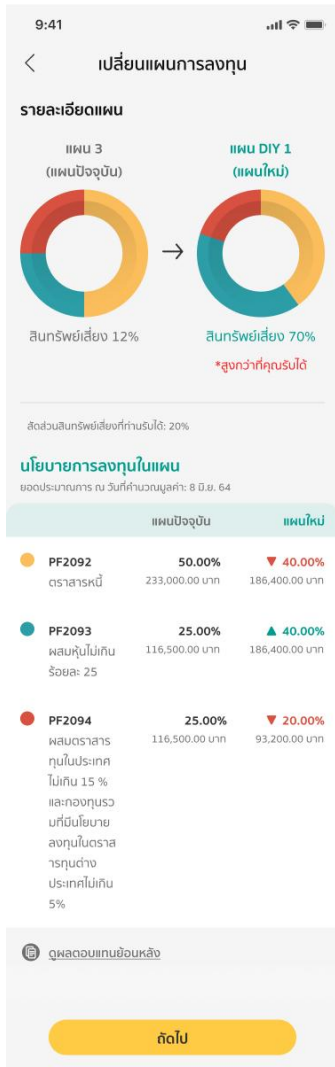 9:41
เปลี่ยนแผนการลงทุน
รายละเอียดแผน
แผน 3
(แผนปัจจุบัน)
แผน DIY 1
(แผนใหม่)
→
สินทรัพย์เสี่ยง 12%
สินทรัพย์เสี่ยง 70%
*สูงกว่าที่คุณรับได้
สัดส่วนสินทรัพย์เสี่ยงที่ท่านรับได้: 20%
นโยบายการลงทุนในแผน
ยอดประมาณการ ณ วันที่คำนวณมูลค่า: 8 มิ.ย. 64
แผนปัจจุบัน แผนใหม่
PF2092 50.00% ▼ 40.00%
ตราสารหนี้ 233,000.00 บาท 186,400.00 บาท
PF2093 25.00% ▲ 40.00%
ผสมหุ้นไม่เกิน 116,500.00 บาท 186,400.00 บาท
ร้อยละ 25
PF2094 25.00% ▼ 20.00%
ผสมตราสาร 116,500.00 บาท 93,200.00 บาท
ทุนในประเทศ
ไม่เกิน 15 %
และกองทุนรว
มที่มีนโยบาย
ลงทุนในตราส
ารทุนต่าง
ประเทศไม่เกิน
5%
ดูผลตอบแทนย้อนหลัง
ถัดไป